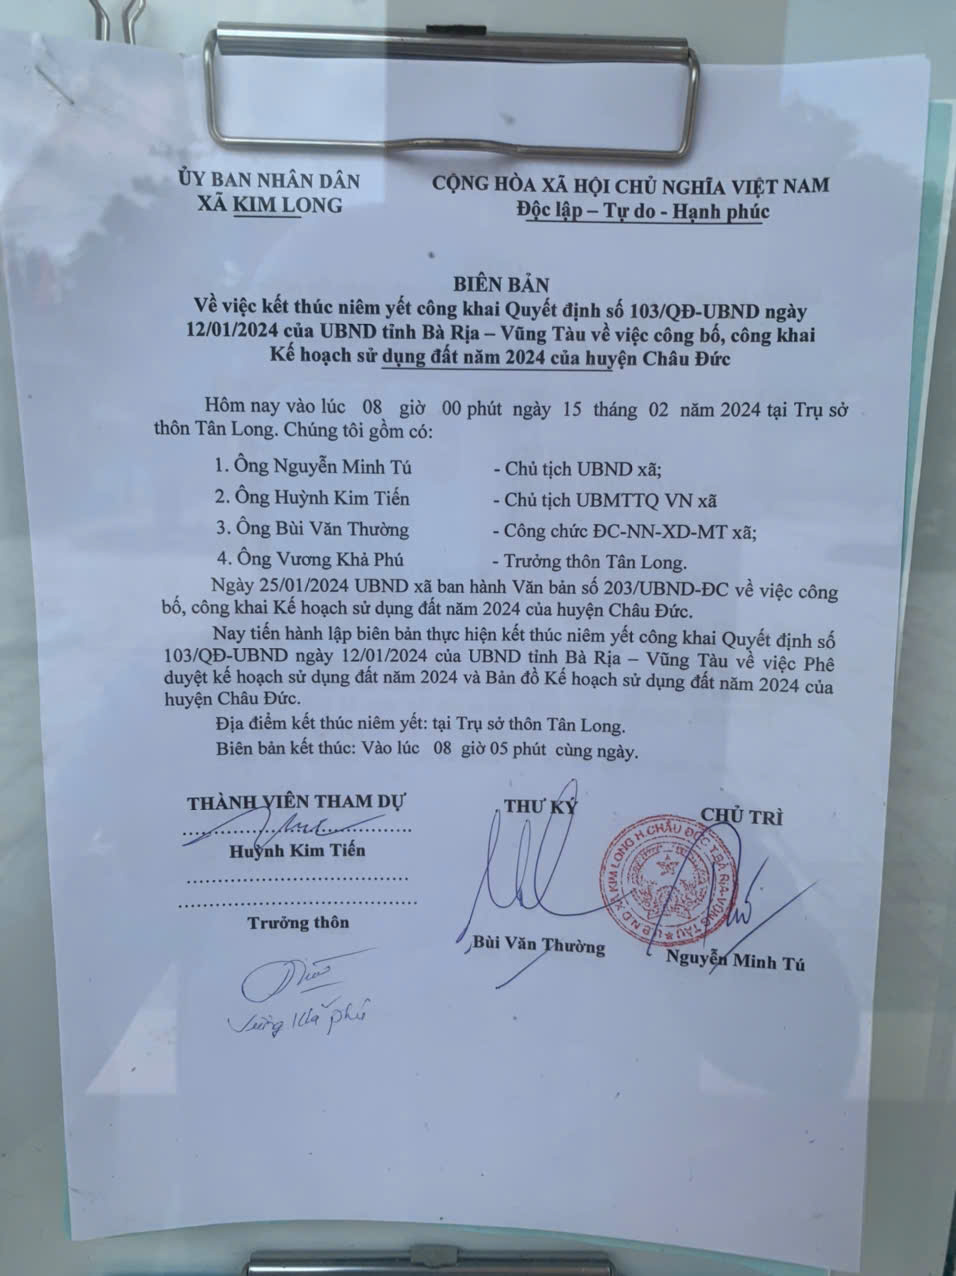 ỦY BAN NHÂN DÂN
XÃ KIM LONG
CỘNG HÒA XÃ HỘI CHỦ NGHĨA VIỆT NAM
Độc lập – Tự do - Hạnh phúc
BIÊN BẢN
Về việc kết thúc niêm yết công khai Quyết định số 103/QĐ-UBND ngày
12/01/2024 của UBND tỉnh Bà Rịa – Vũng Tàu về việc công bố, công khai
Kế hoạch sử dụng đất năm 2024 của huyện Châu Đức
Hôm nay vào lúc 08 giờ 00 phút ngày 15 tháng 02 năm 2024 tại Trụ sở
thôn Tân Long. Chúng tôi gồm có:
1. Ông Nguyễn Minh Tú - Chủ tịch UBND xã;
2. Ông Huỳnh Kim Tiến - Chủ tịch UBMTTQ VN xã
3. Ông Bùi Văn Thường - Công chức ĐC-NN-XD-MT xã;
4. Ông Vương Khả Phú - Trưởng thôn Tân Long.
Ngày 25/01/2024 UBND xã ban hành Văn bản số 203/UBND-ĐC về việc công
bố, công khai Kế hoạch sử dụng đất năm 2024 của huyện Châu Đức.
Nay tiến hành lập biên bản thực hiện kết thúc niêm yết công khai Quyết định số
103/QĐ-UBND ngày 12/01/2024 của UBND tỉnh Bà Rịa – Vũng Tàu về việc Phê
duyệt kế hoạch sử dụng đất năm 2024 và Bản đồ Kế hoạch sử dụng đất năm 2024 của
huyện Châu Đức.
Địa điểm kết thúc niêm yết: tại Trụ sở thôn Tân Long.
Biên bản kết thúc: Vào lúc 08 giờ 05 phút cùng ngày.
THÀNH VIÊN THAM DỰ
Huỳnh Kim Tiến
Trưởng thôn
Vương Khả Phú
THƯ KÝ
Bùi Văn Thường
CHỦ TRÌ
U.B.N.D X. KIM LONG H.CHÂU ĐỨC T.BÀ RỊA-VŨNG TÀU
Nguyễn Minh Tú